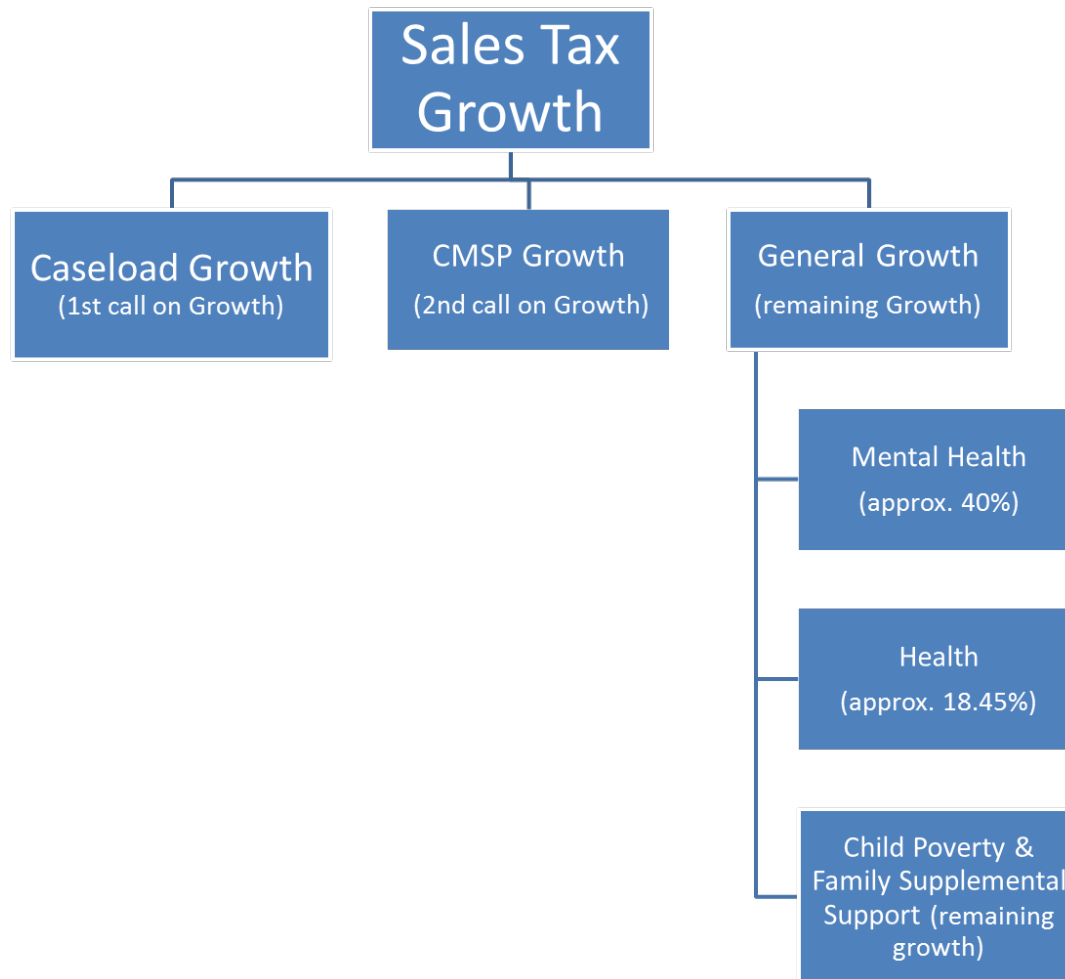 Sales Tax
Growth
Caseload Growth
(1st call on Growth)
CMSP Growth
(2nd call on Growth)
General Growth
(remaining Growth)
Mental Health
(approx. 40%)
Health
(approx. 18.45%)
Child Poverty &
Family Supplemental
Support (remaining
growth)